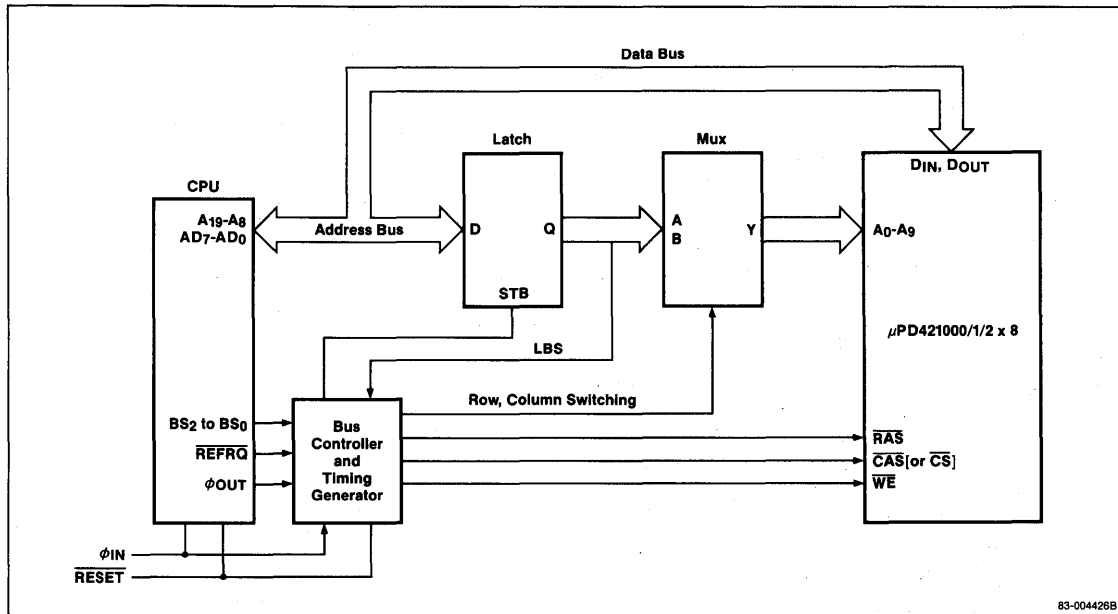 Data Bus
Latch
Mux
CPU
DIN, DOUT
A19-A8
AD7-AD0
Address Bus
D
Q
A
B
Y
A0-A9
STB
μPD421000/1/2 x 8
LBS
Row, Column Switching
BS2 to BS0
REFRQ
ϕOUT
Bus
Controller
and
Timing
Generator
RAS
CAS[or CS]
WE
ϕIN
RESET
83-004426B